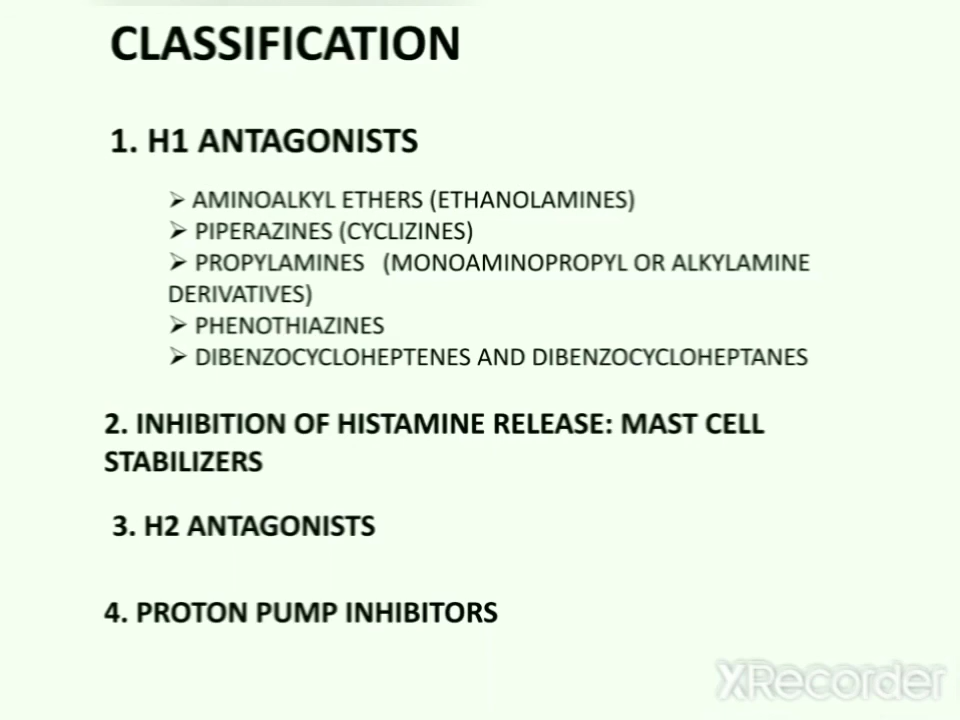 CLASSIFICATION
1. H1 ANTAGONISTS
➢ AMINOALKYL ETHERS (ETHANOLAMINES)
➢ PIPERAZINES (CYCLIZINES)
➢ PROPYLAMINES (MONOAMINOPROPYL OR ALKYLAMINE
DERIVATIVES)
➢ PHENOTHIAZINES
➢ DIBENZOCYCLOHEPTENES AND DIBENZOCYCLOHEPTANES
2. INHIBITION OF HISTAMINE RELEASE: MAST CELL
STABILIZERS
3. H2 ANTAGONISTS
4. PROTON PUMP INHIBITORS
XRecorder